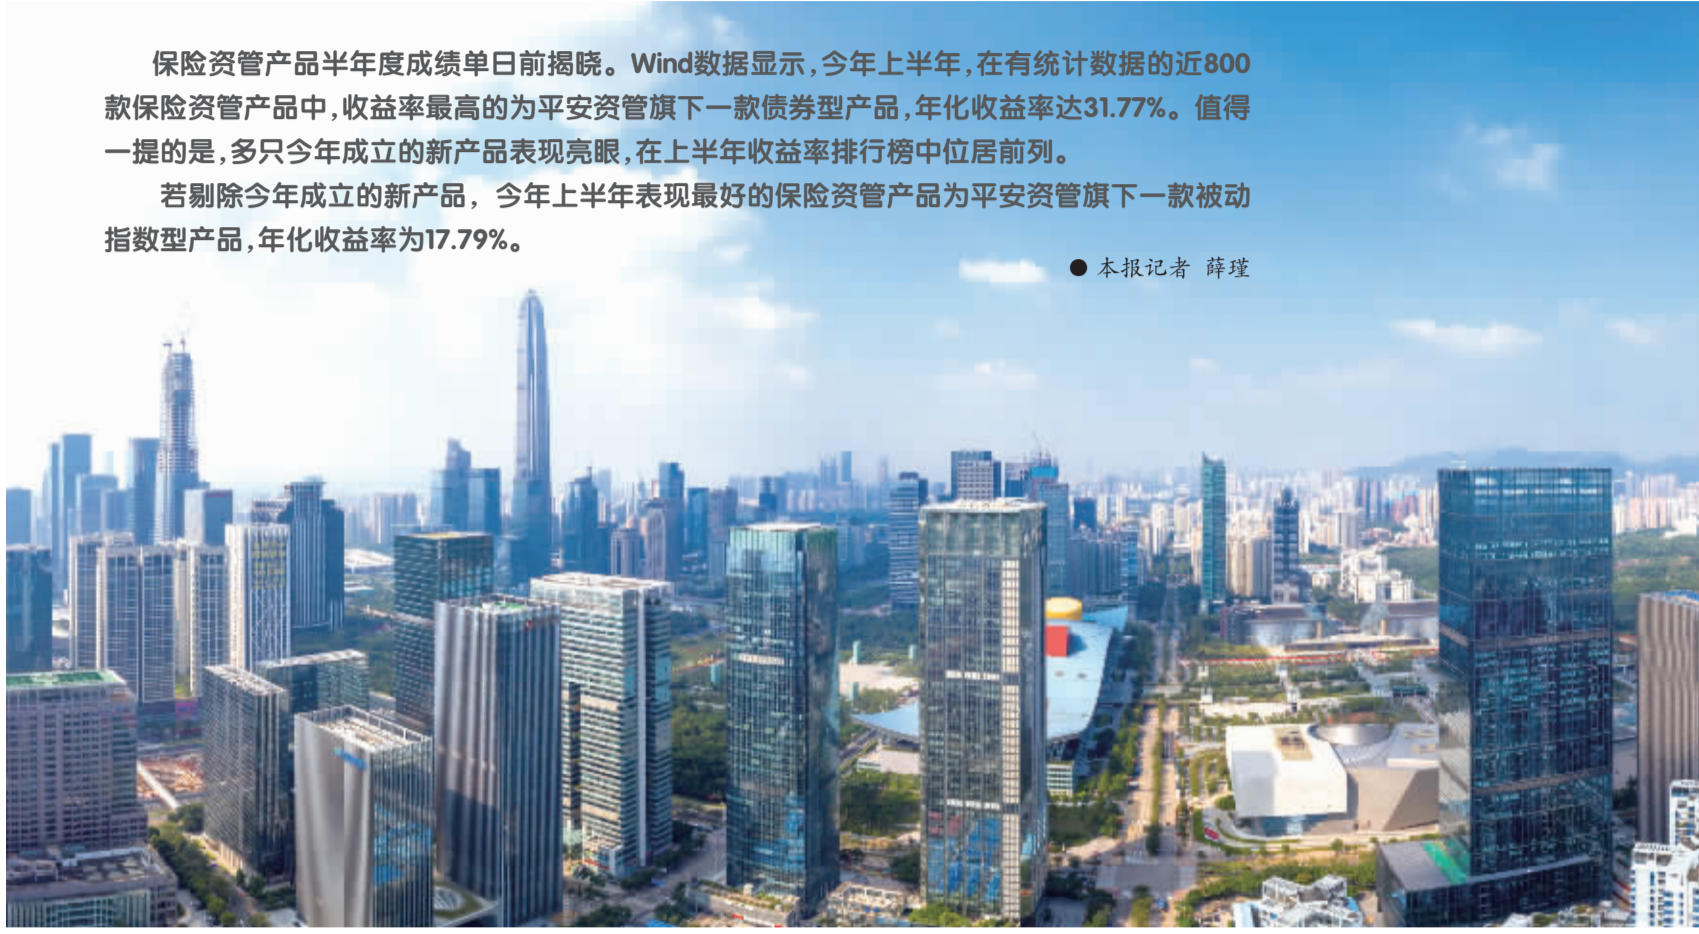 保险资管产品半年度成绩单日前揭晓。Wind数据显示,今年上半年,在有统计数据的近800
款保险资管产品中,收益率最高的为平安资管旗下一款债券型产品,年化收益率达31.77%。值得
一提的是,多只今年成立的新产品表现亮眼,在上半年收益率排行榜中位居前列。
若剔除今年成立的新产品,今年上半年表现最好的保险资管产品为平安资管旗下一款被动
指数型产品,年化收益率为17.79%。
● 本报记者 薛瑾